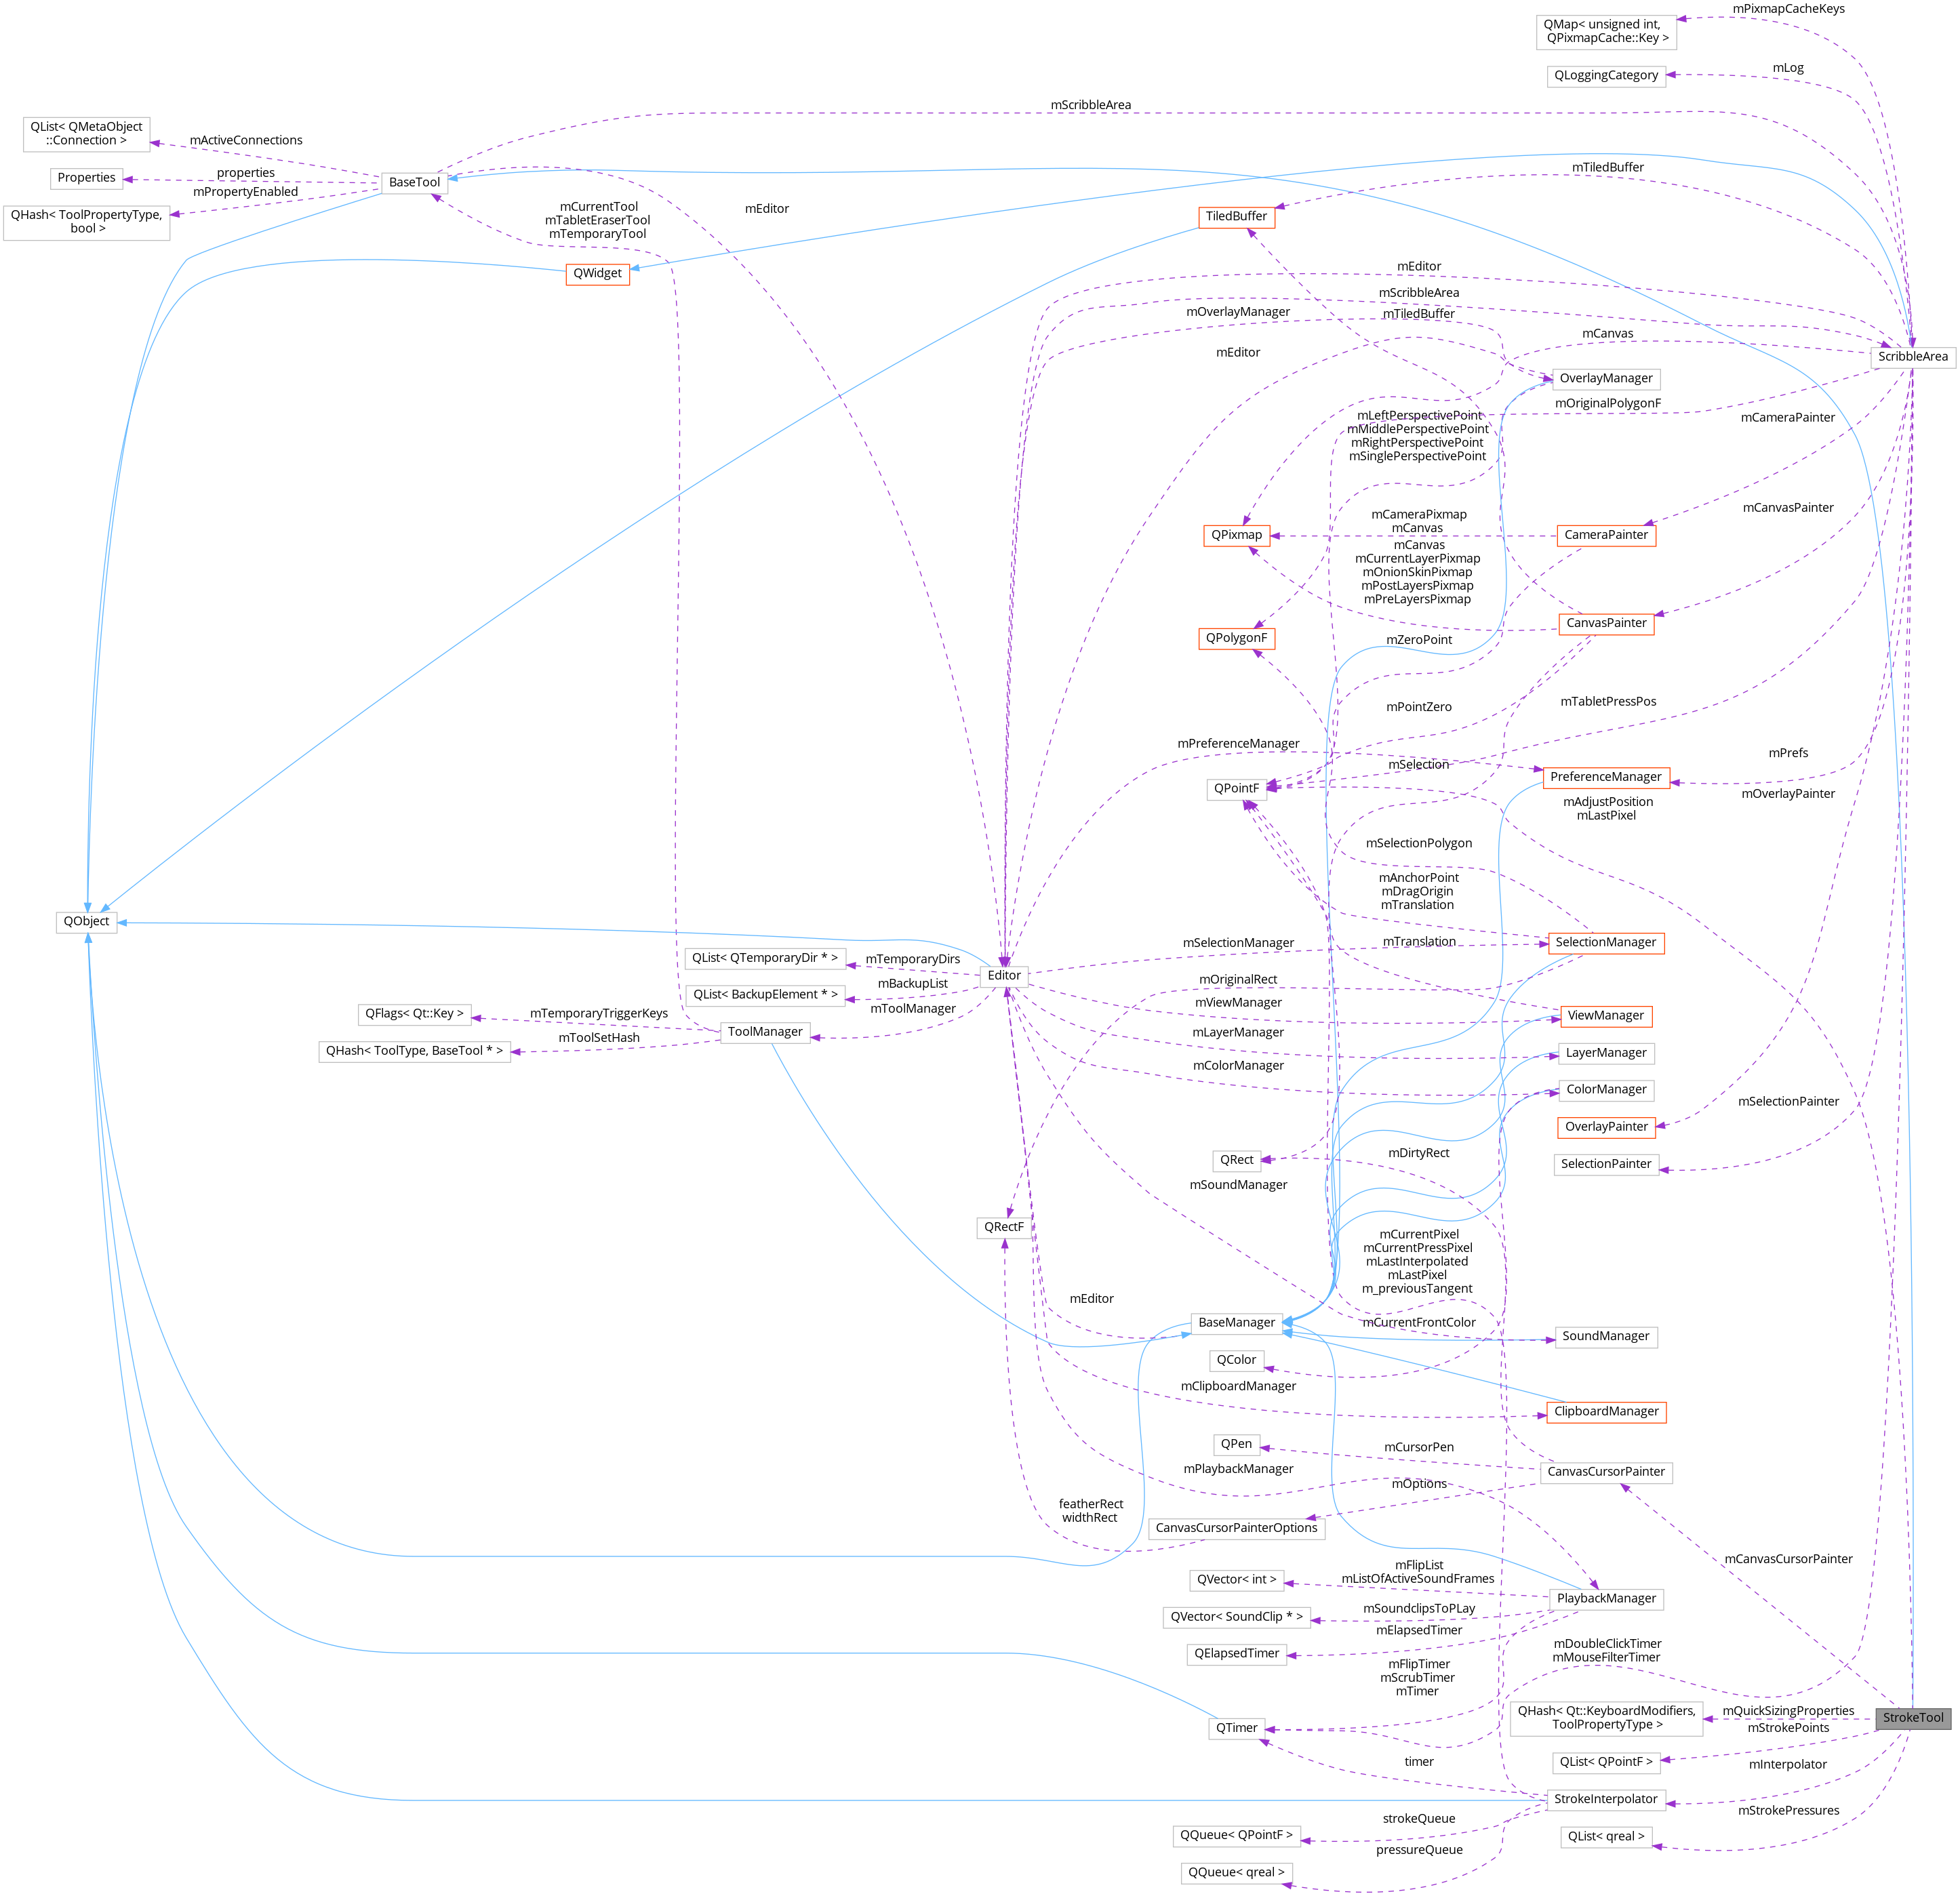 mPixmapCacheKeys
QMap< unsigned int,
QPixmapCache::Key >
mLog
QLoggingCategory
mScribbleArea
QList< QMetaObject
::Connection >
mActiveConnections
mTiledBuffer
properties
Properties
BaseTool
mPropertyEnabled
QHash< ToolPropertyType,
bool >
mCurrentTool
mTabletEraserTool
mTemporaryTool
mEditor
TiledBuffer
QWidget
mEditor
mScribbleArea
mOverlayManager
mTiledBuffer
mCanvas
mEditor
ScribbleArea
OverlayManager
mOriginalPolygonF
mLeftPerspectivePoint
mMiddlePerspectivePoint
mRightPerspectivePoint
mSinglePerspectivePoint
mCameraPainter
mCameraPixmap
mCanvas
QPixmap
CameraPainter
mCanvasPainter
mCanvas
mCurrentLayerPixmap
mOnionSkinPixmap
mPostLayersPixmap
mPreLayersPixmap
CanvasPainter
QPolygonF
mZeroPoint
mPointZero
mTabletPressPos
mPreferenceManager
mPrefs
mSelection
PreferenceManager
QPointF
mOverlayPainter
mAdjustPosition
mLastPixel
mSelectionPolygon
mAnchorPoint
mDragOrigin
mTranslation
QObject
mSelectionManager
mTranslation
SelectionManager
QList< QTemporaryDir * >
mTemporaryDirs
Editor
mOriginalRect
mBackupList
QList< BackupElement * >
mToolManager
mViewManager
ViewManager
QFlags< Qt::Key >
mTemporaryTriggerKeys
ToolManager
mLayerManager
mToolSetHash
QHash< ToolType, BaseTool * >
LayerManager
mColorManager
ColorManager
mSelectionPainter
OverlayPainter
mDirtyRect
QRect
SelectionPainter
mSoundManager
QRectF
mCurrentPixel
mCurrentPressPixel
mLastInterpolated
mLastPixel
m_previousTangent
mEditor
BaseManager
mCurrentFrontColor
SoundManager
QColor
mClipboardManager
ClipboardManager
QPen
mCursorPen
mPlaybackManager
CanvasCursorPainter
mOptions
featherRect
widthRect
CanvasCursorPainterOptions
mCanvasCursorPainter
mFlipList
mListOfActiveSoundFrames
QVector< int >
PlaybackManager
mSoundclipsToPLay
QVector< SoundClip * >
mElapsedTimer
QElapsedTimer
mDoubleClickTimer
mMouseFilterTimer
mFlipTimer
mScrubTimer
mTimer
QHash< Qt::KeyboardModifiers,
ToolPropertyType >
mQuickSizingProperties
StrokeTool
mStrokePoints
QTimer
timer
QList< QPointF >
mInterpolator
StrokeInterpolator
mStrokePressures
strokeQueue
QQueue< QPointF >
QList< qreal >
pressureQueue
QQueue< qreal >